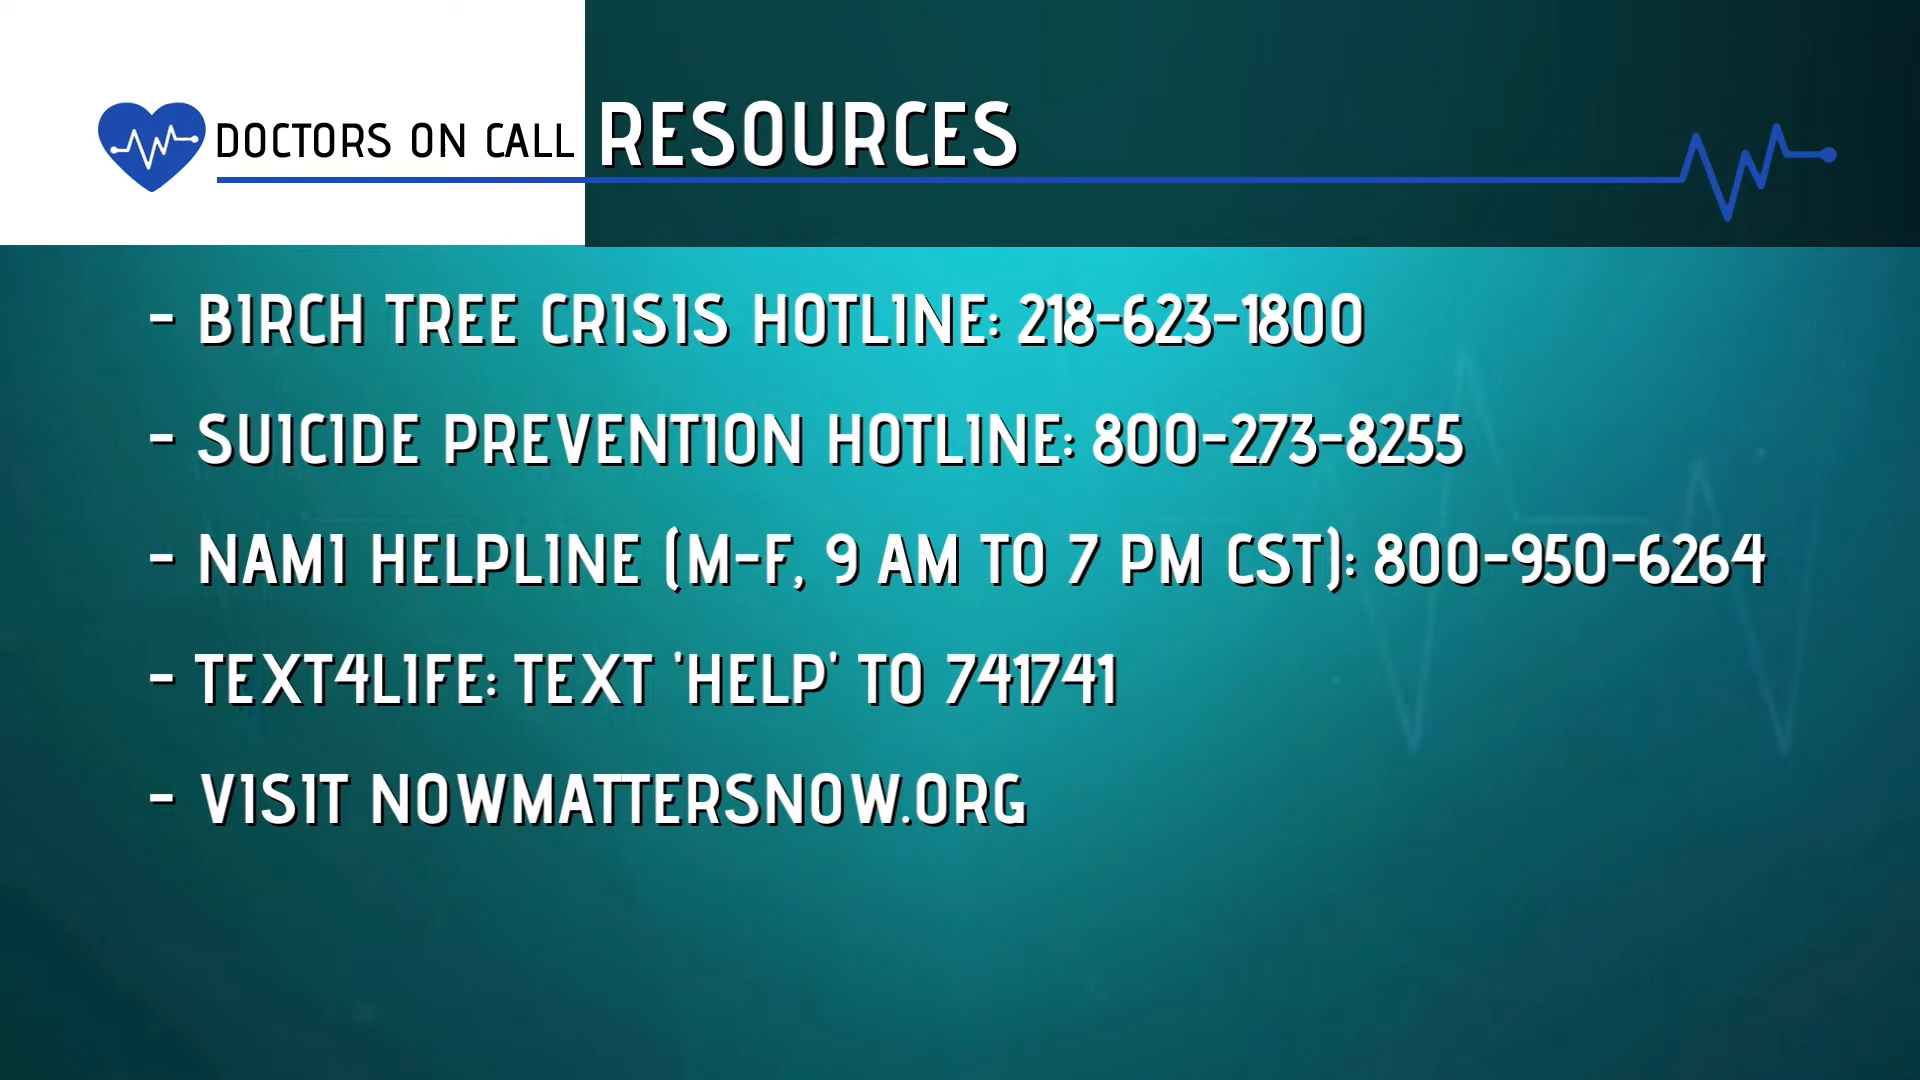 DOCTORS ON CALL RESOURCES
- BIRCH TREE CRISIS HOTLINE: 218-623-1800
- SUICIDE PREVENTION HOTLINE: 800-273-8255
- NAMI HELPLINE (M-F, 9 AM TO 7 PM CST): 800-950-6264
- TEXT4LIFE: TEXT 'HELP' TO 741741
- VISIT NOWMATTERSNOW.ORG